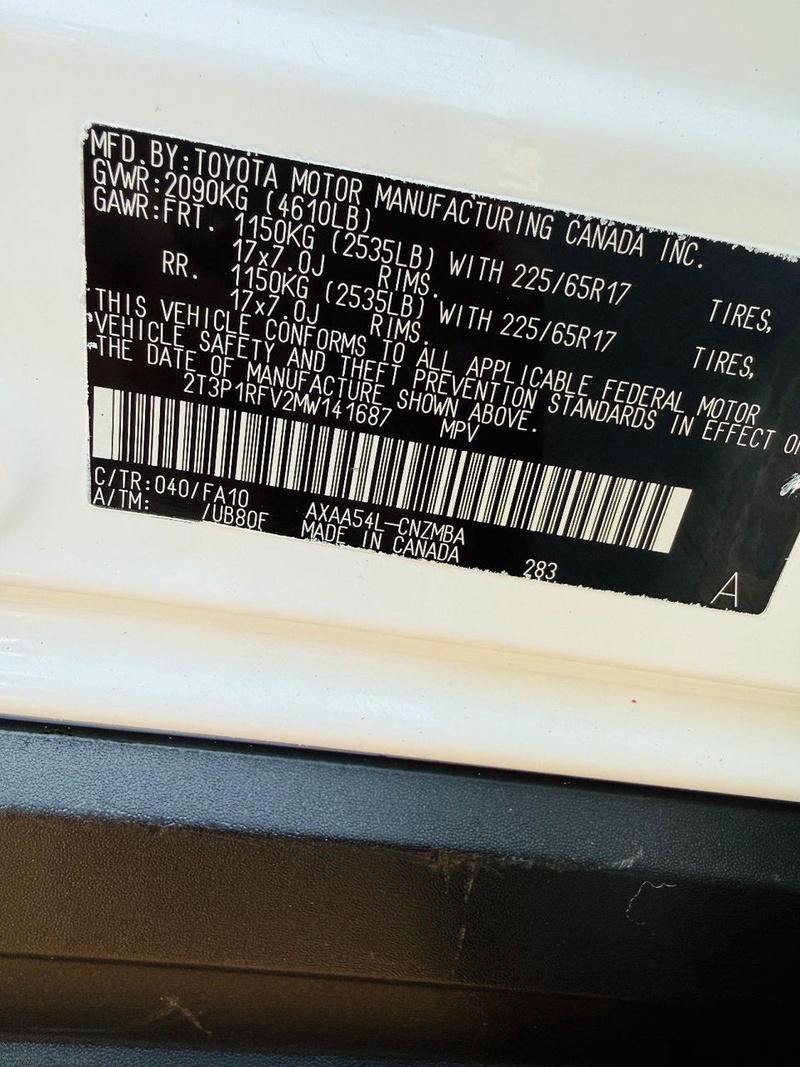 MFD.BY:TOYOTA MOTOR MANUFACTURING CANADA INC.
GVWR:2090KG (4610LB)
GAWR:FRT. 1150KG (2535LB) WITH 225/65R17 TIRES,
17x7.0J RIMS.
RR. 1150KG (2535LB) WITH 225/65R17 TIRES,
17x7.0J RIMS.
THIS VEHICLE CONFORMS TO ALL APPLICABLE FEDERAL MOTOR
VEHICLE SAFETY AND THEFT PREVENTION STANDARDS IN EFFECT
THE DATE OF MANUFACTURE SHOWN ABOVE.
2T3P1RFV2MW141687 MPV
C/TR:040/FA10 AXAA54L-CNZMBA
A/TM: /UB80F MADE IN CANADA 283
A